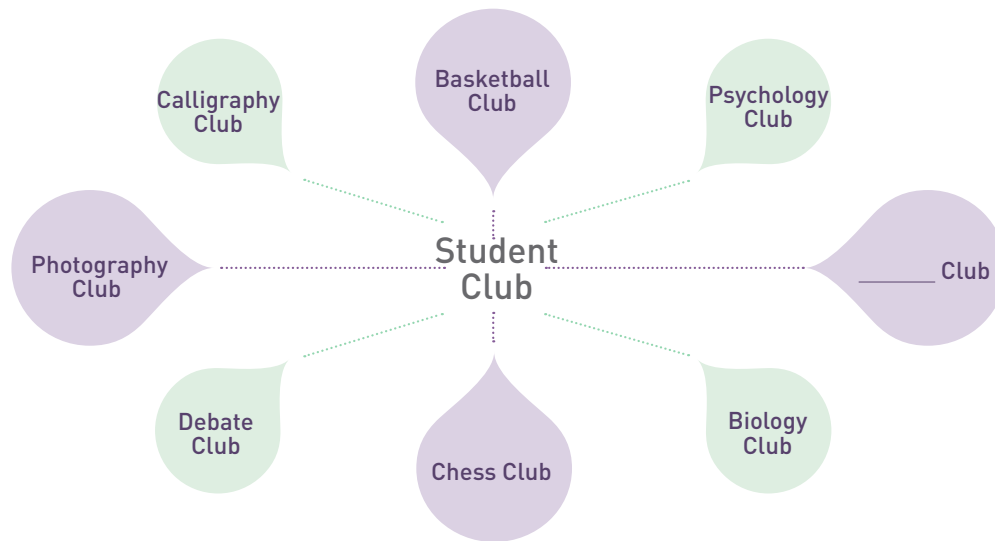 Basketball
Club
Calligraphy
Club
Psychology
Club
Photography
Club
Student
Club
_______ Club
Debate
Club
Chess Club
Biology
Club